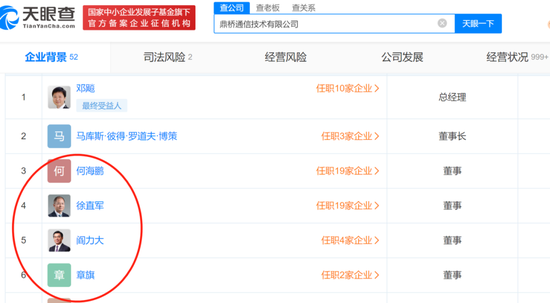 天眼查
TianYanCha.com
国家中小企业发展子基金旗下
官方备案企业征信机构
查公司 查老板 查关系
鼎桥通信技术有限公司
天眼一下
企业背景 52 司法风险 2 经营风险 公司发展 经营状况 999+
1 邓飚 任职10家企业> 总经理
最终受益人
2 马 马库斯·彼得·罗道夫·博策 任职3家企业> 董事长
3 何 何海鹏 任职19家企业> 董事
4 徐直军 任职19家企业> 董事
5 阎力大 任职4家企业> 董事
6 章 章旗 任职2家企业> 董事